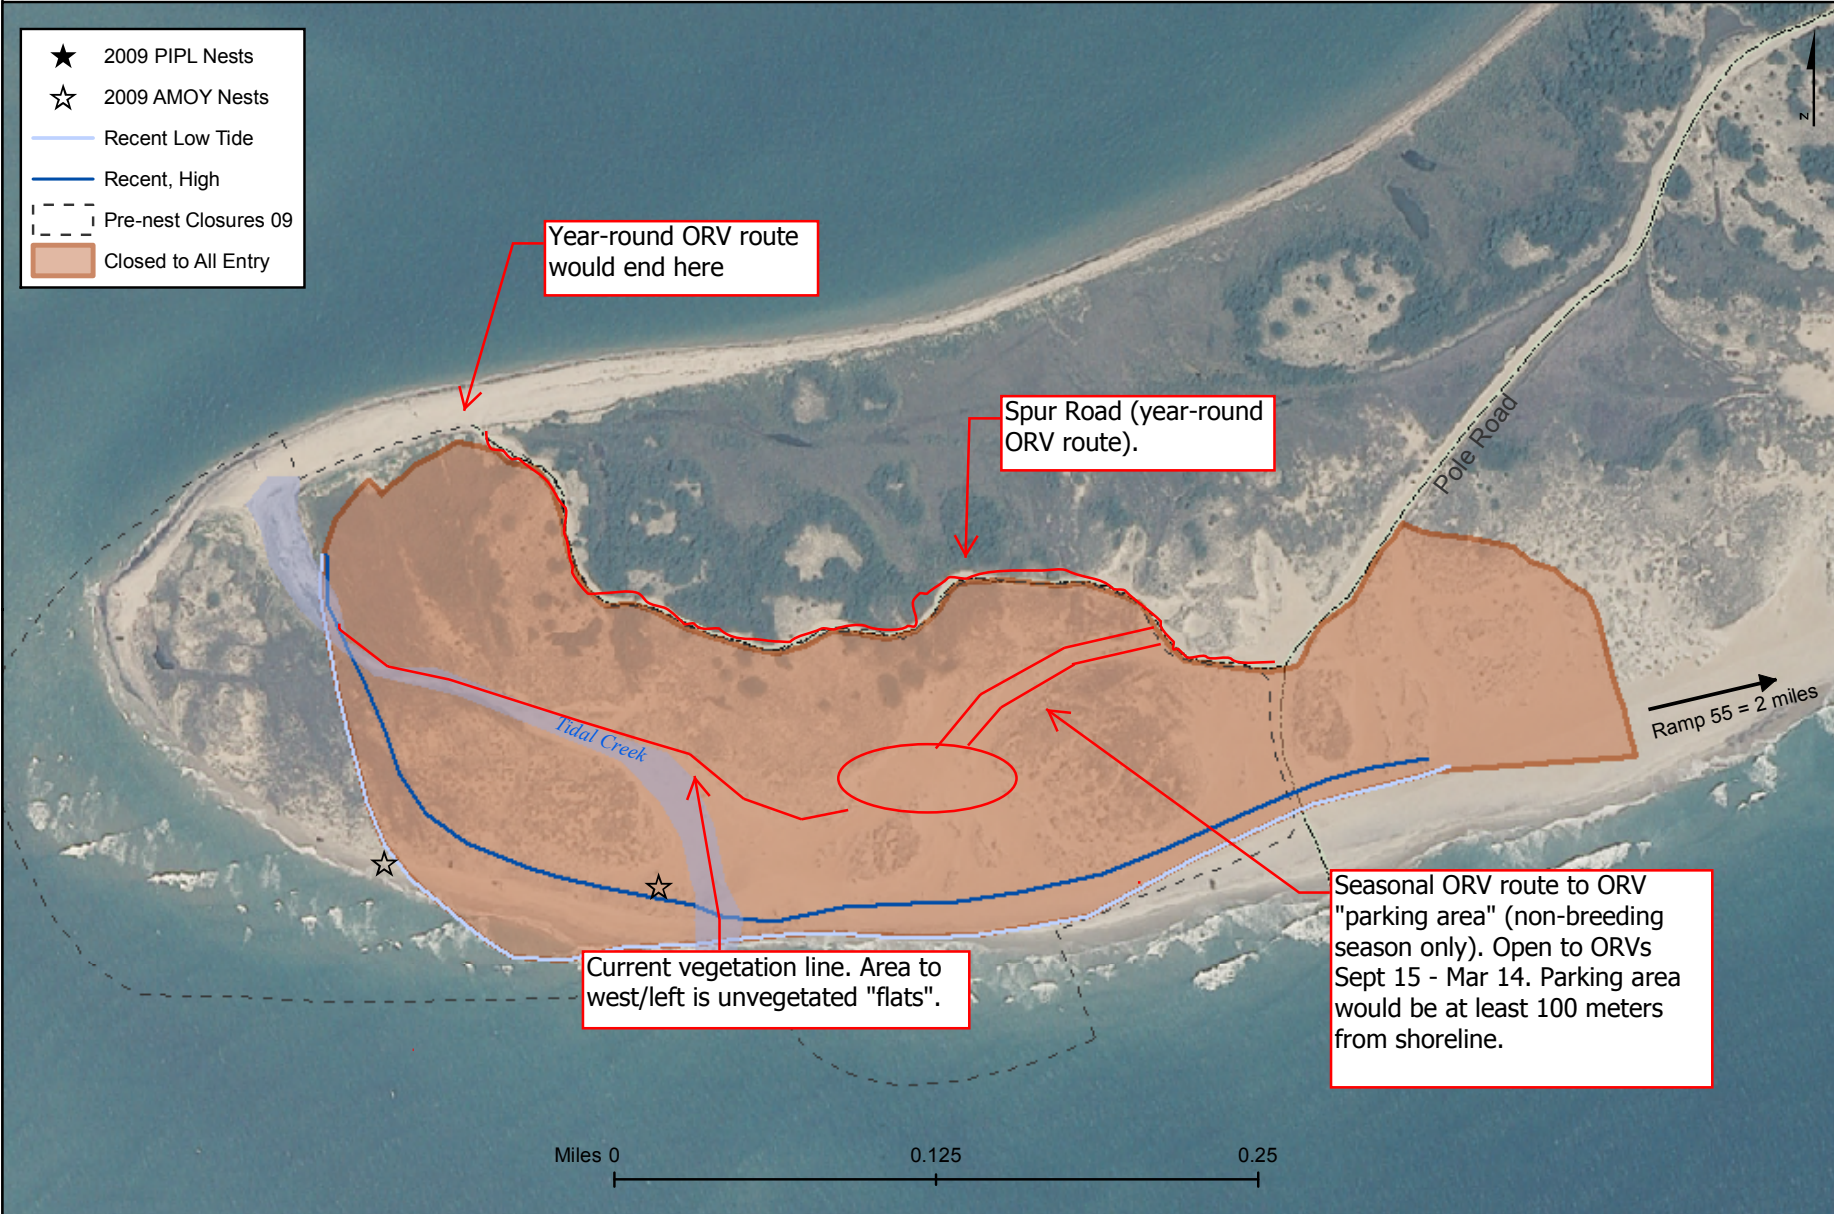 2009 PIPL Nests
2009 AMOY Nests
Recent Low Tide
Recent, High
Pre-nest Closures 09
Closed to All Entry
Year-round ORV route
would end here
Spur Road (year-round
ORV route).
z
Pole Road
Ramp 55 = 2 miles
Tidal Creek
Current vegetation line. Area to
west/left is unvegetated "flats".
Seasonal ORV route to ORV
"parking area" (non-breeding
season only). Open to ORVs
Sept 15 - Mar 14. Parking area
would be at least 100 meters
from shoreline.
Miles 0 0.125 0.25